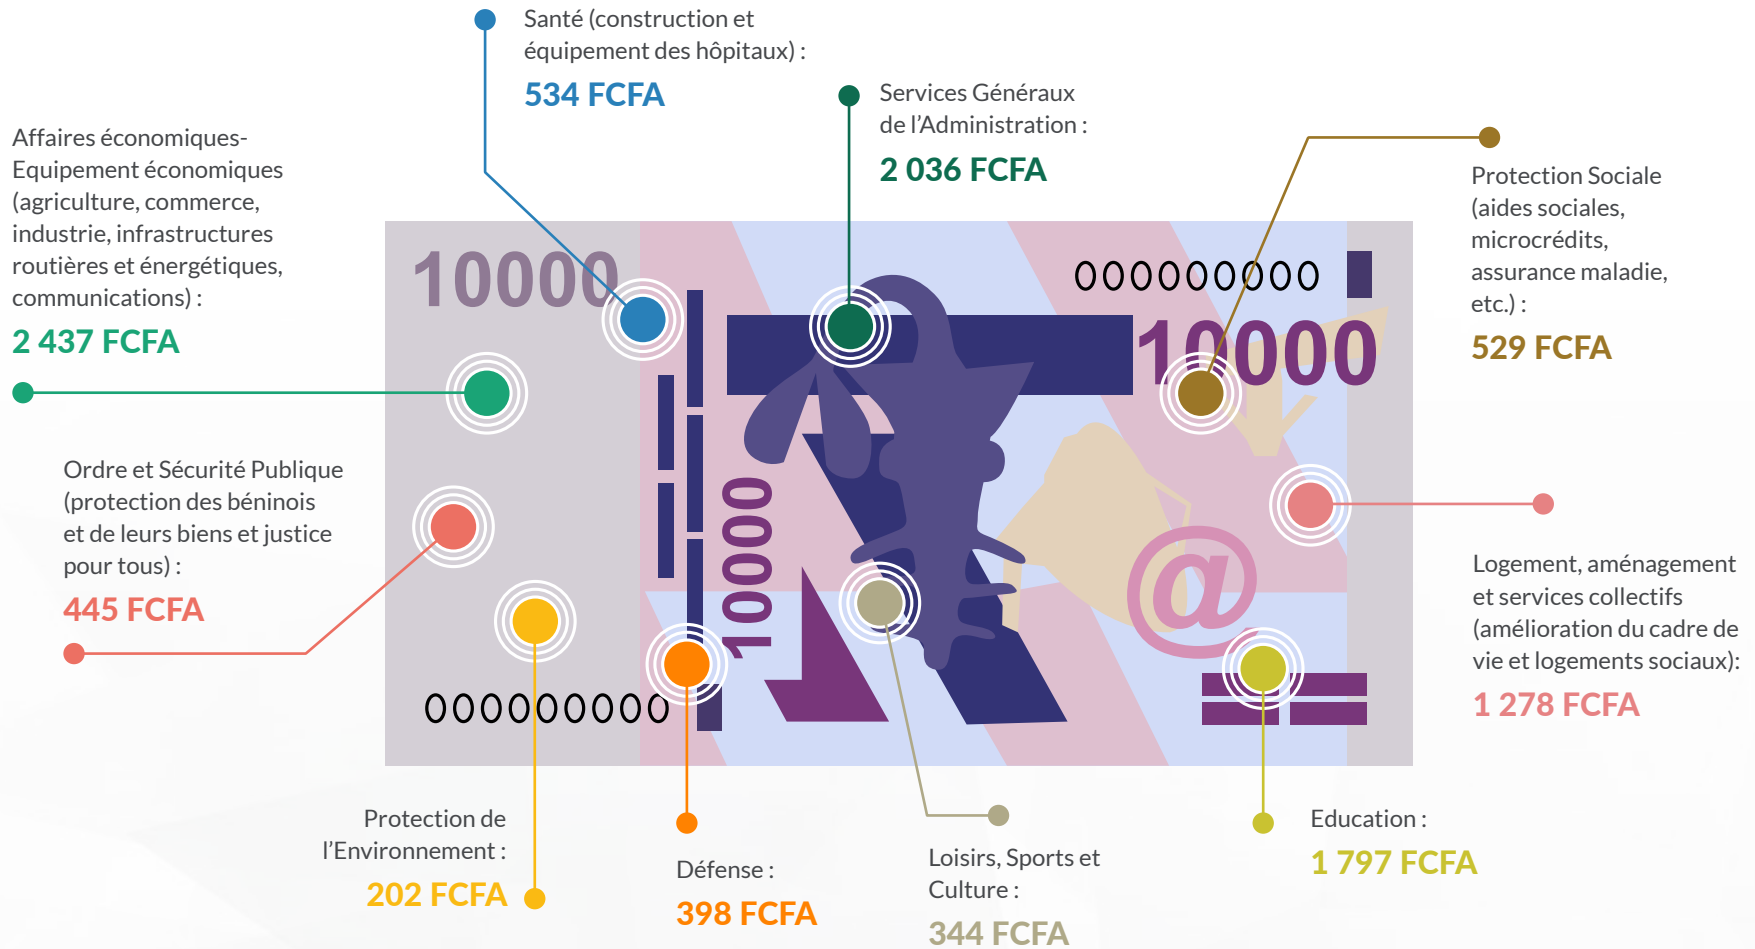 Santé (construction et
équipement des hôpitaux) :
534 FCFA
Services Généraux
de l’Administration :
2 036 FCFA
Affaires économiques-
Equipement économiques
(agriculture, commerce,
industrie, infrastructures
routières et énergétiques,
communications) :
2 437 FCFA
Protection Sociale
(aides sociales,
microcrédits,
assurance maladie,
etc.) :
529 FCFA
10000
000000000
10000
Ordre et Sécurité Publique
(protection des béninois
et de leurs biens et justice
pour tous) :
445 FCFA
10000
@
Logement, aménagement
et services collectifs
(amélioration du cadre de
vie et logements sociaux):
1 278 FCFA
000000000
Protection de
l’Environnement :
202 FCFA
Défense :
398 FCFA
Loisirs, Sports et
Culture :
344 FCFA
Education :
1 797 FCFA